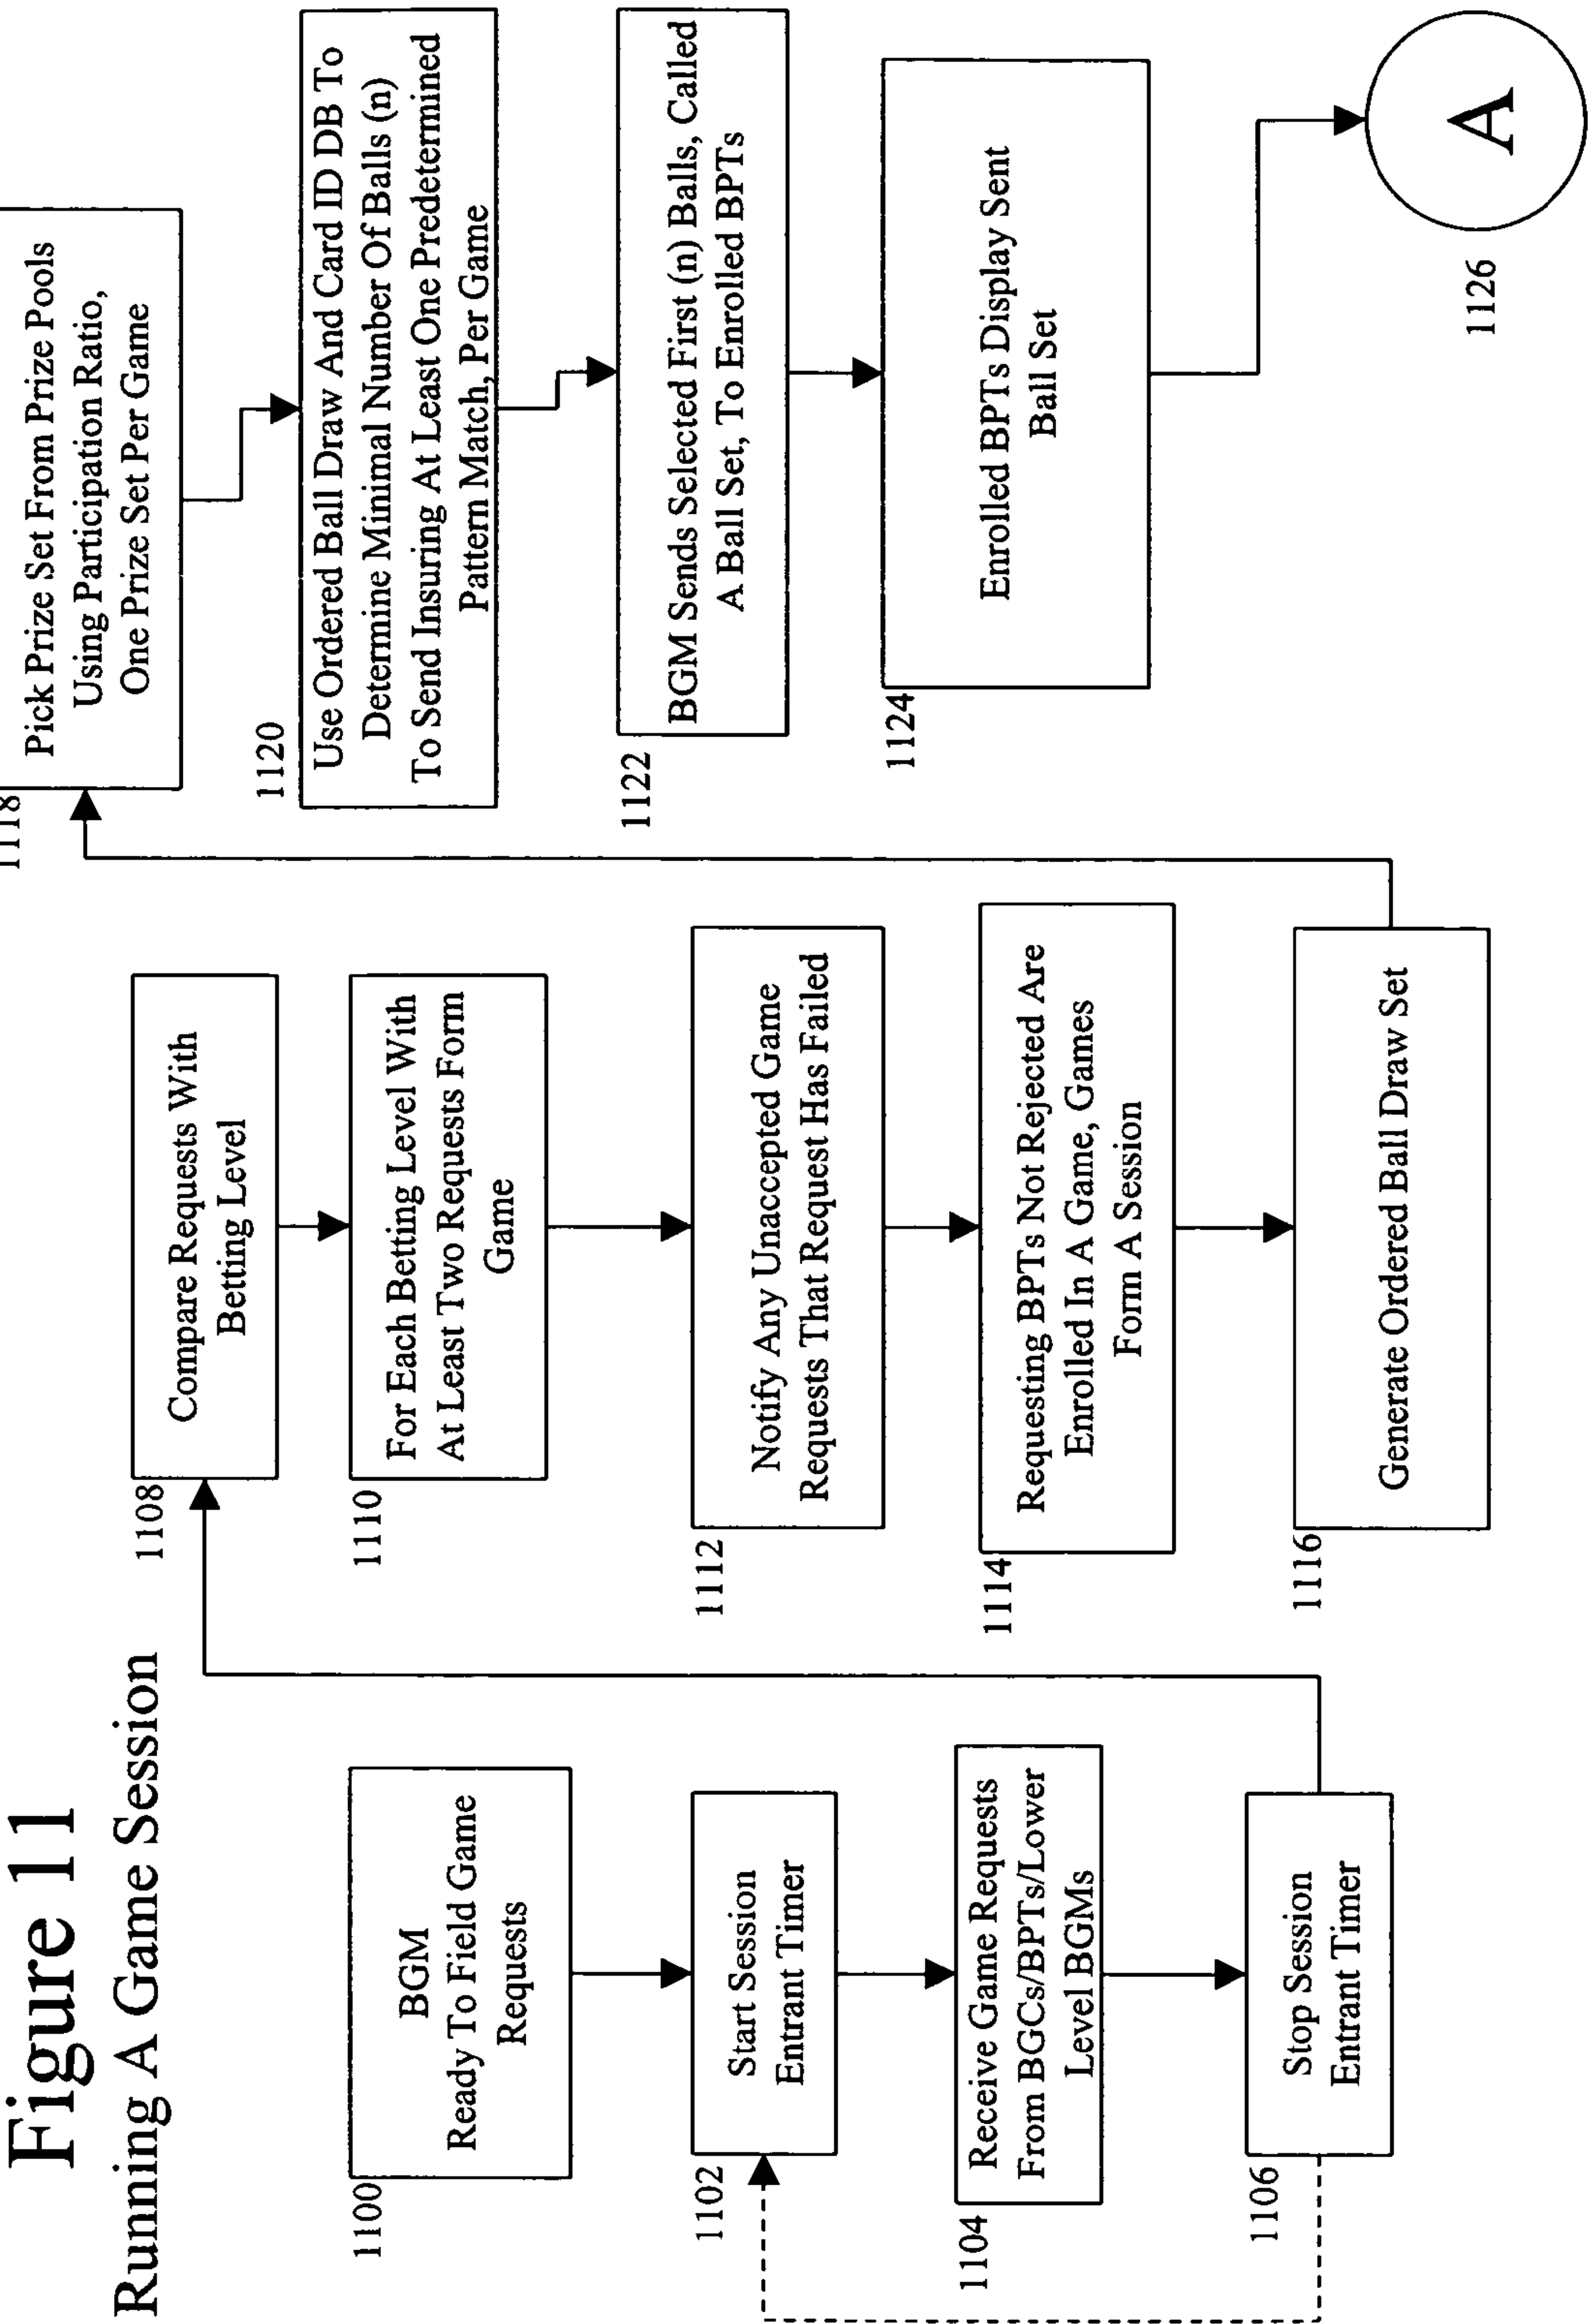 Figure 11
Running A Game Session
1100
BGM
Ready To Field Game
Requests
1102
Start Session
Entrant Timer
1104
Receive Game Requests
From BGCs/BPTs/Lower
Level BGMs
1106
Stop Session
Entrant Timer
1108
Compare Requests With
Betting Level
1110
For Each Betting Level With
At Least Two Requests Form
Game
1112
Notify Any Unaccepted Game
Requests That Request Has Failed
1114
Requesting BPTs Not Rejected Are
Enrolled In A Game, Games
Form A Session
1116
Generate Ordered Ball Draw Set
1118
Pick Prize Set From Prize Pools
Using Participation Ratio,
One Prize Set Per Game
1120
Use Ordered Ball Draw And Card ID DB To
Determine Minimal Number Of Balls (n)
To Send Insuring At Least One Predetermined
Pattern Match, Per Game
1122
BGM Sends Selected First (n) Balls, Called
A Ball Set, To Enrolled BPTs
1124
Enrolled BPTs Display Sent
Ball Set
1126
A